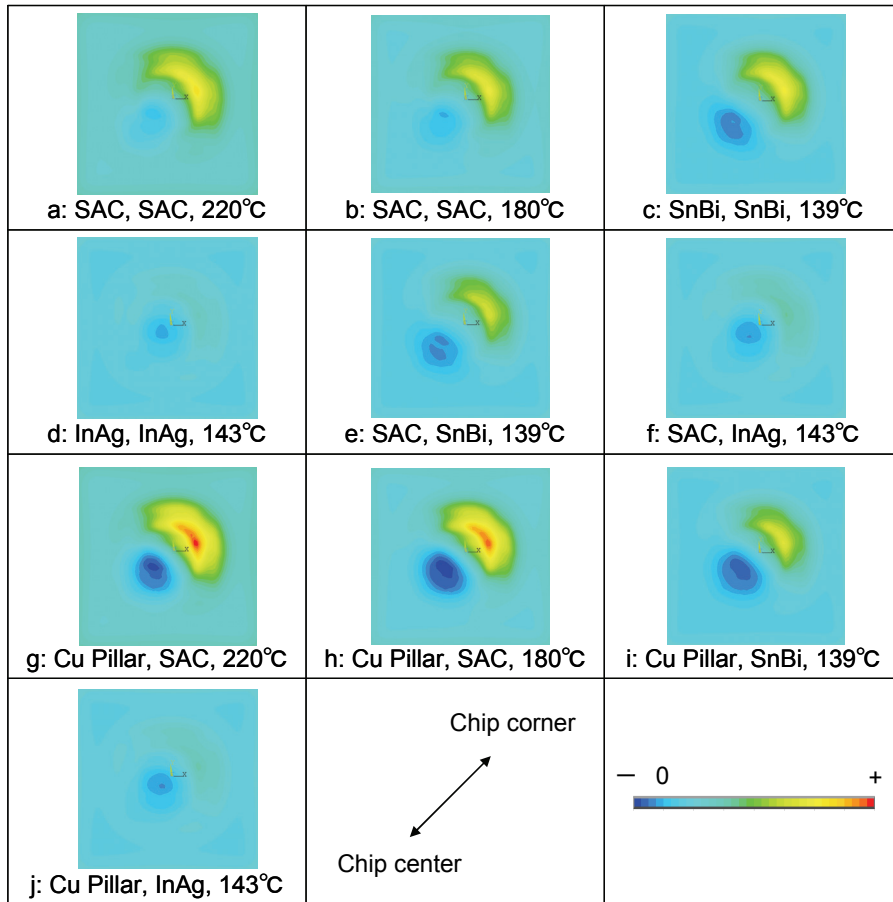 a: SAC, SAC, 220℃
b: SAC, SAC, 180℃
c: SnBi, SnBi, 139℃
d: InAg, InAg, 143℃
e: SAC, SnBi, 139℃
f: SAC, InAg, 143℃
g: Cu Pillar, SAC, 220℃
h: Cu Pillar, SAC, 180℃
i: Cu Pillar, SnBi, 139℃
j: Cu Pillar, InAg, 143℃
Chip corner
Chip center
— 0 +